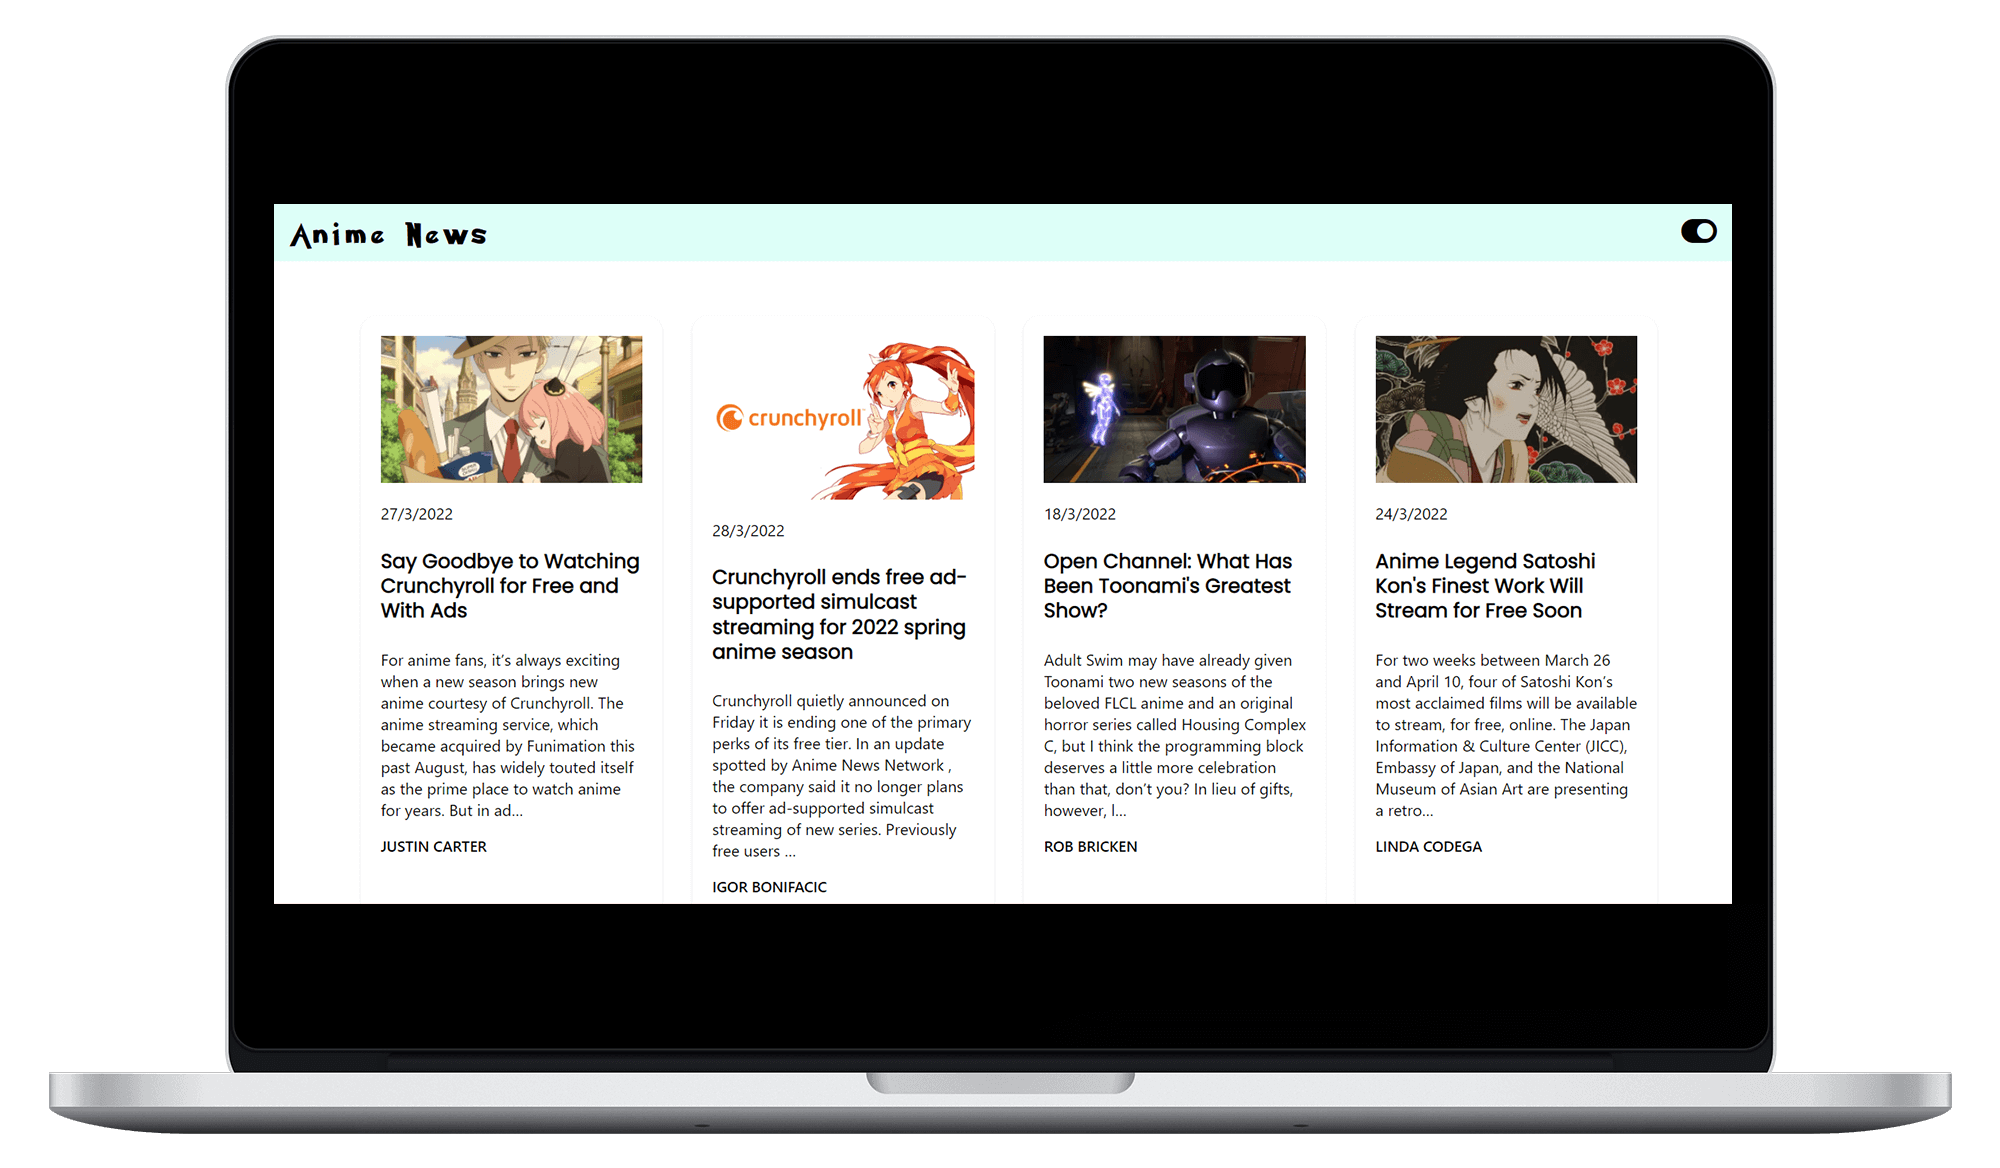 Anime News
crunchyroll
27/3/2022
Say Goodbye to Watching
Crunchyroll for Free and
With Ads
For anime fans, it’s always exciting
when a new season brings new
anime courtesy of Crunchyroll. The
anime streaming service, which
became acquired by Funimation this
past August, has widely touted itself
as the prime place to watch anime
for years. But in ad...
JUSTIN CARTER
28/3/2022
Crunchyroll ends free ad-
supported simulcast
streaming for 2022 spring
anime season
Crunchyroll quietly announced on
Friday it is ending one of the primary
perks of its free tier. In an update
spotted by Anime News Network ,
the company said it no longer plans
to offer ad-supported simulcast
streaming of new series. Previously
free users ...
IGOR BONIFACIC
18/3/2022
Open Channel: What Has
Been Toonami's Greatest
Show?
Adult Swim may have already given
Toonami two new seasons of the
beloved FLCL anime and an original
horror series called Housing Complex
C, but I think the programming block
deserves a little more celebration
than that, don’t you? In lieu of gifts,
however, I...
ROB BRICKEN
24/3/2022
Anime Legend Satoshi
Kon's Finest Work Will
Stream for Free Soon
For two weeks between March 26
and April 10, four of Satoshi Kon’s
most acclaimed films will be available
to stream, for free, online. The Japan
Information & Culture Center (JICC),
Embassy of Japan, and the National
Museum of Asian Art are presenting
a retro...
LINDA CODEGA